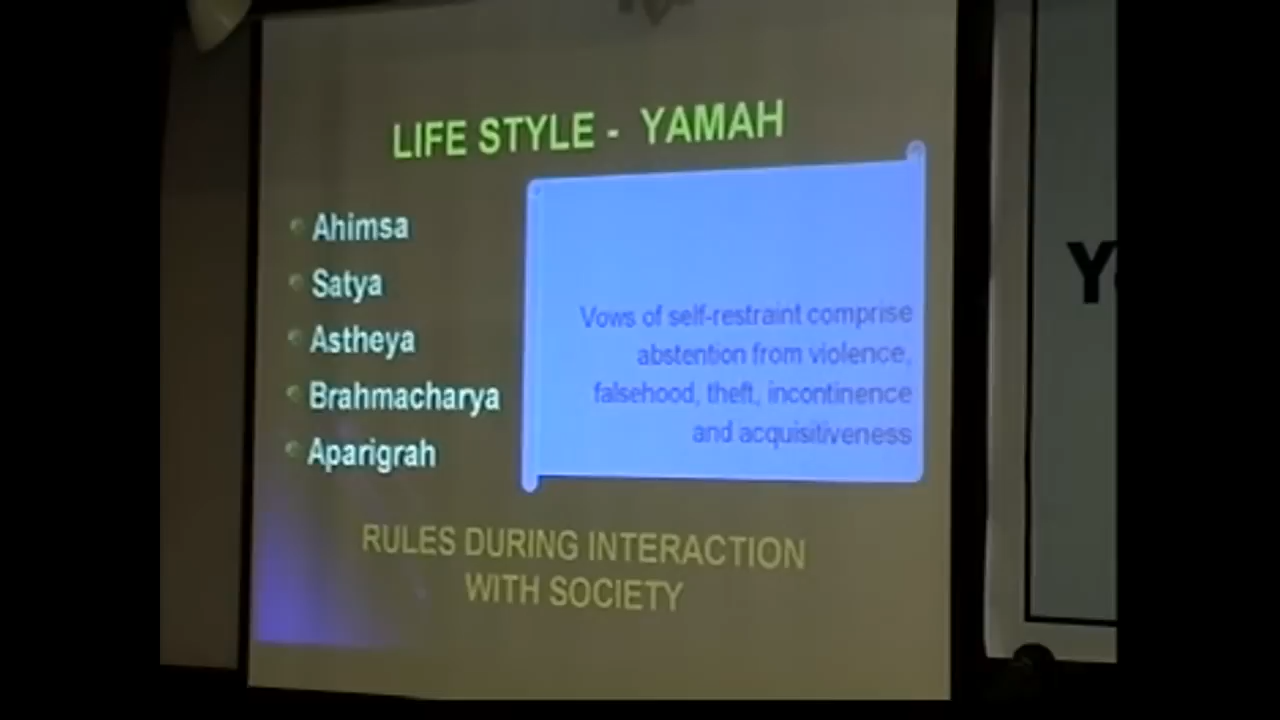 LIFE STYLE - YAMAH
Ahimsa
Satya
Astheya
Brahmacharya
Aparigrah
Vows of self-restraint comprise
abstention from violence,
falsehood, theft, incontinence
and acquisitiveness
RULES DURING INTERACTION
WITH SOCIETY
Y